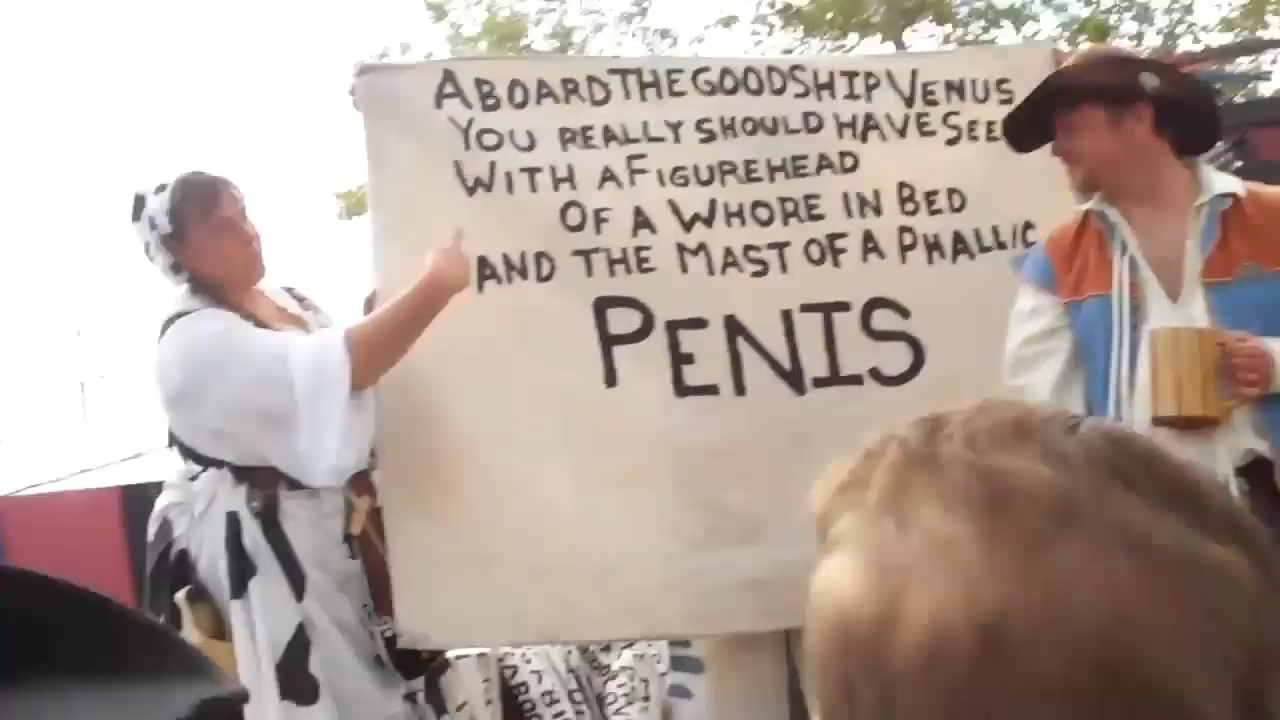 ABOARD THE GOOD SHIP VENUS
YOU REALLY SHOULD HAVE SEE
WITH A FIGUREHEAD
OF A WHORE IN BED
AND THE MAST OF A PHALLIC
PENIS